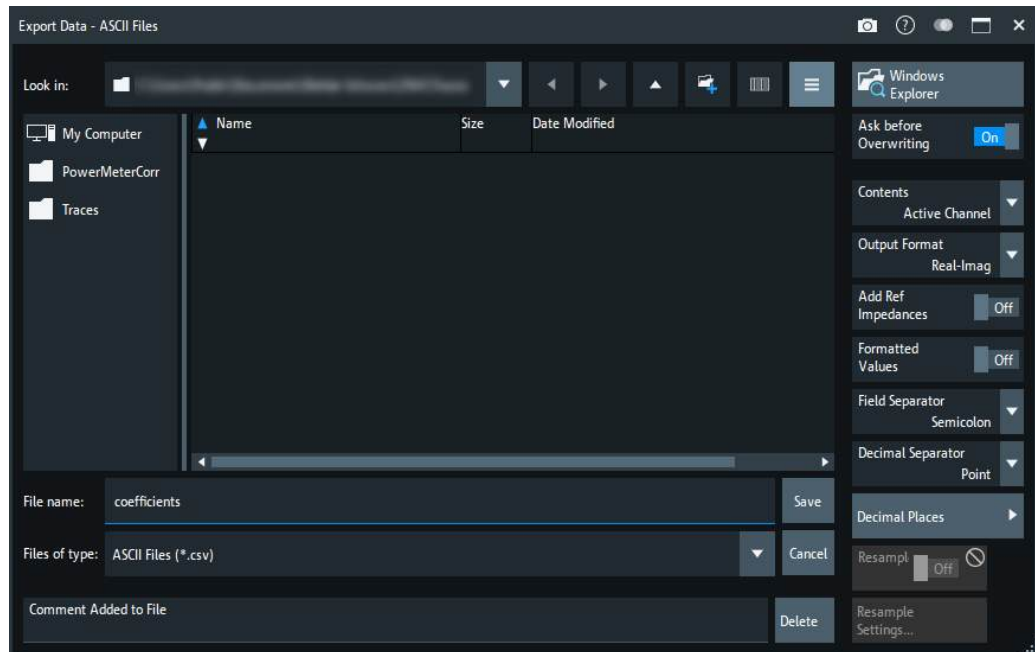 Export Data - ASCII Files
Look in:
My Computer
PowerMeterCorr
Traces
Name
Size
Date Modified
File name:
coefficients
Save
Files of type:
ASCII Files (*.csv)
Cancel
Comment Added to File
Delete
Windows
Explorer
Ask before
Overwriting
On
Contents
Active Channel
Output Format
Real-Imag
Add Ref
Impedances
Off
Formatted
Values
Off
Field Separator
Semicolon
Decimal Separator
Point
Decimal Places
Resampl
Off
Resample
Settings...